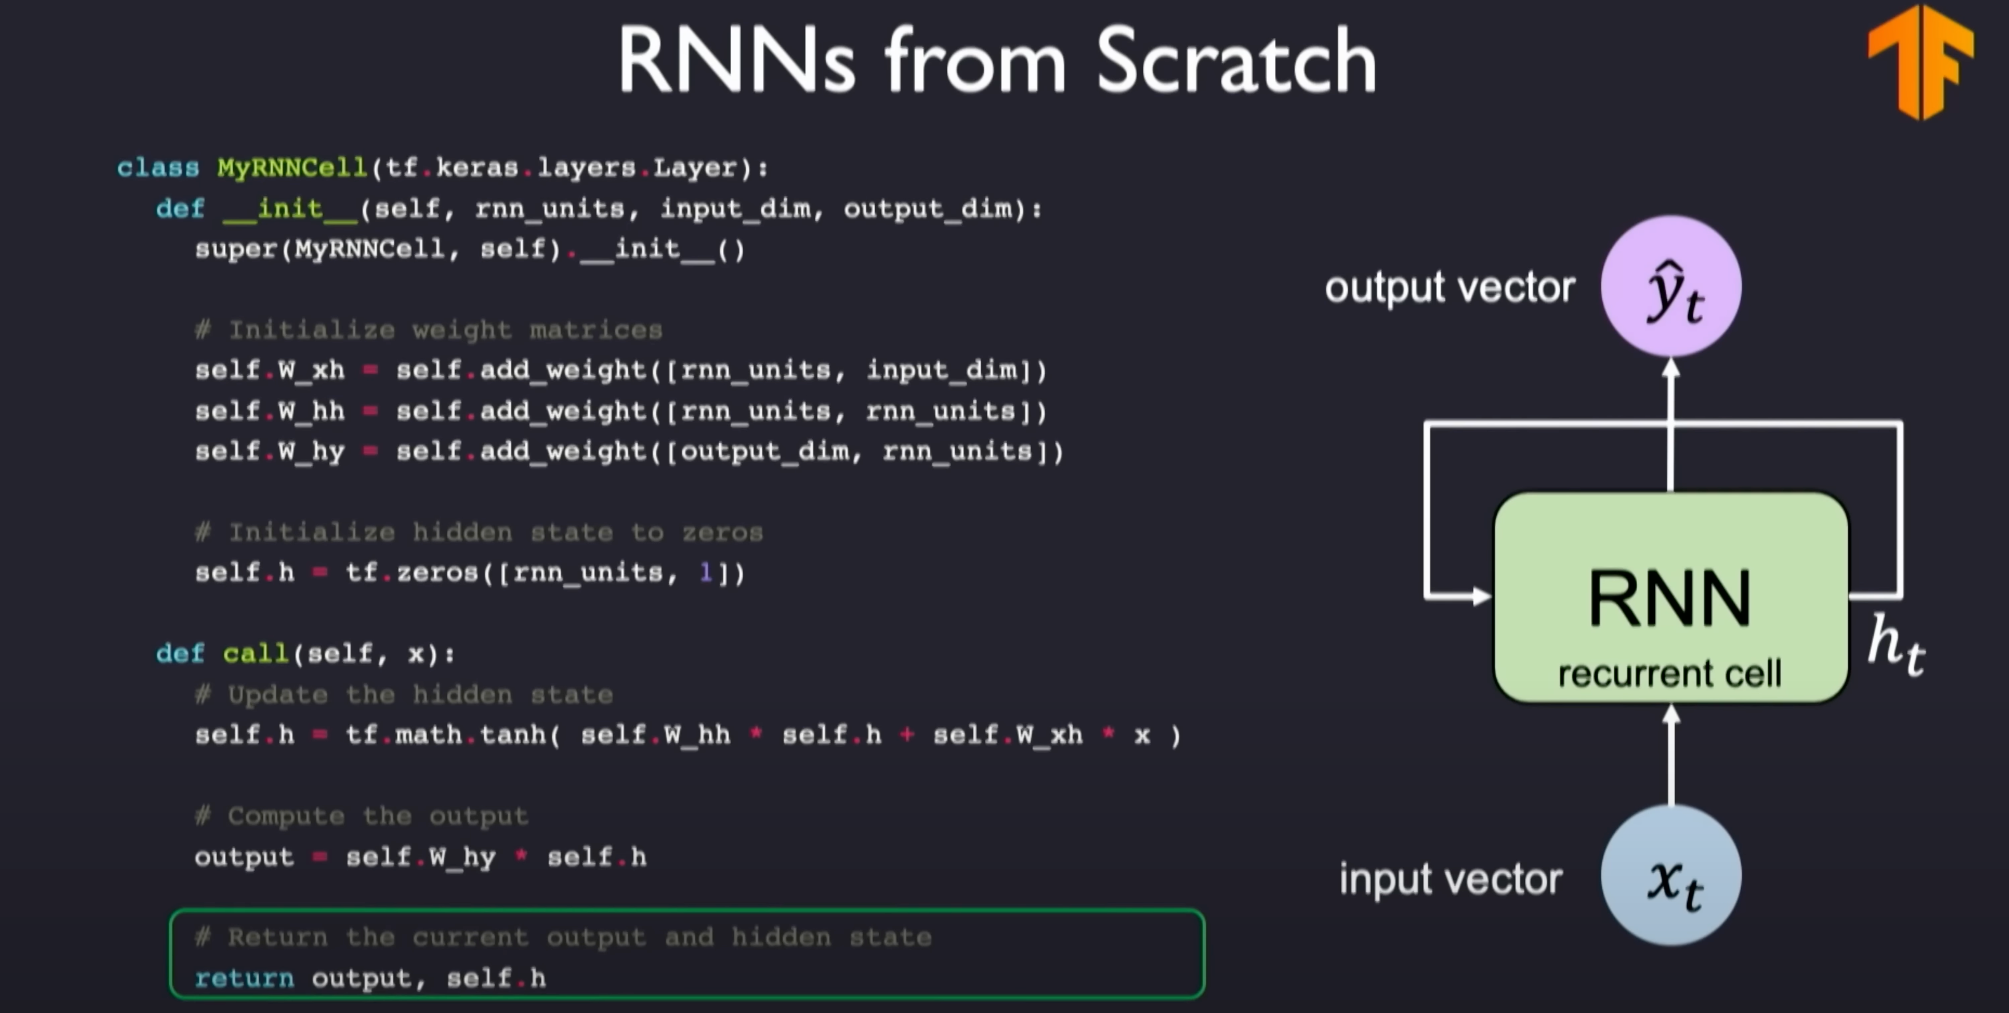 RNNs from Scratch
class MyRNNCell(tf.keras.layers.Layer):
def __init__(self, rnn_units, input_dim, output_dim):
super(MyRNNCell, self).__init__()
# Initialize weight matrices
self.W_xh = self.add_weight([rnn_units, input_dim])
self.W_hh = self.add_weight([rnn_units, rnn_units])
self.W_hy = self.add_weight([output_dim, rnn_units])
# Initialize hidden state to zeros
self.h = tf.zeros([rnn_units, 1])
def call(self, x):
# Update the hidden state
self.h = tf.math.tanh( self.W_hh * self.h + self.W_xh * x )
# Compute the output
output = self.W_hy * self.h
# Return the current output and hidden state
return output, self.h
output vector ŷₜ
RNN
recurrent cell
hₜ
input vector xₜ